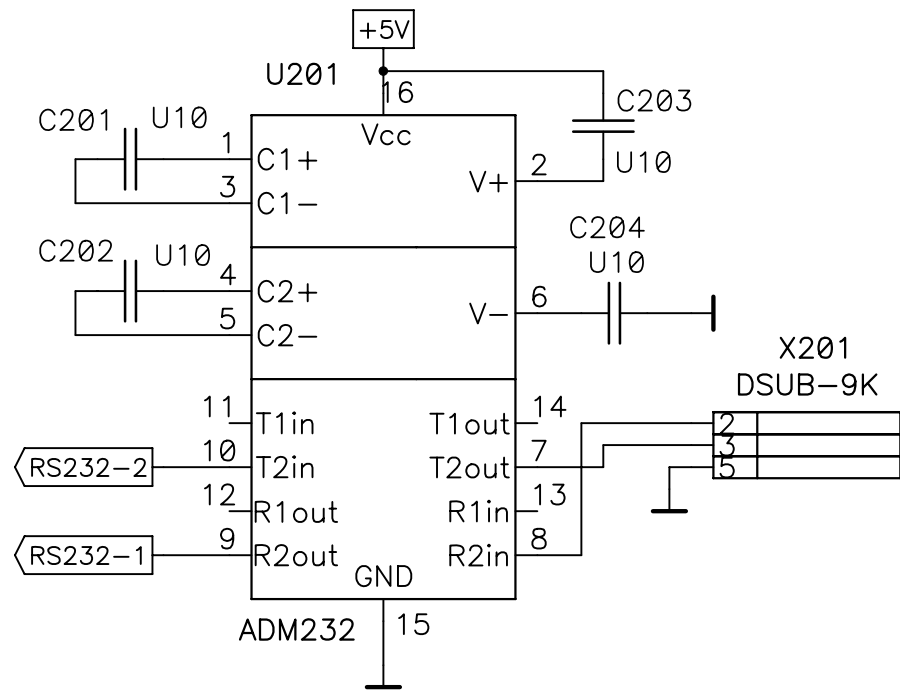 +5V
U201
16
C203
U10
C201
U10
1
Vcc
C1+
3
C1-
V+
2
C204
U10
C202
U10
4
C2+
5
C2-
V-
6
X201
DSUB-9K
11
T1in
T1out
14
2
3
5
RS232-2
10
T2in
T2out
7
12
R1out
R1in
13
RS232-1
9
R2out
R2in
8
GND
ADM232
15